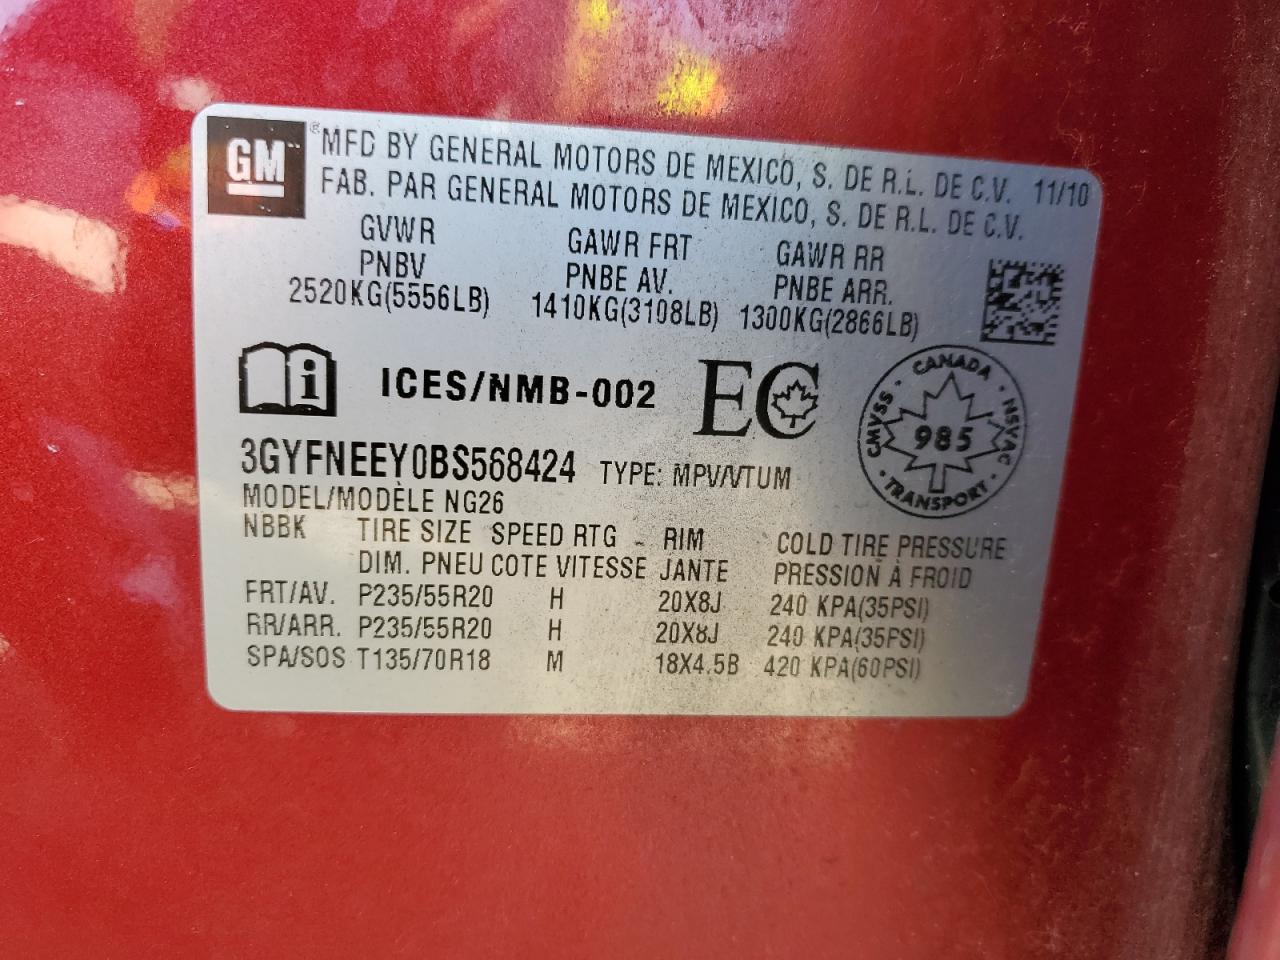 GM ® MFD BY GENERAL MOTORS DE MEXICO, S. DE R.L. DE C.V. 11/10
FAB. PAR GENERAL MOTORS DE MEXICO, S. DE R.L. DE C.V.
GVWR GAWR FRT GAWR RR
PNBV PNBE AV. PNBE ARR.
2520KG(5556LB) 1410KG(3108LB) 1300KG(2866LB)
i ICES/NMB-002 EC
CANADA
CMVSS · NSVAC
985
TRANSPORT
3GYFNEEY0BS568424 TYPE: MPV/VTUM
MODEL/MODÈLE NG26
NBBK TIRE SIZE SPEED RTG RIM COLD TIRE PRESSURE
DIM. PNEU COTE VITESSE JANTE PRESSION À FROID
FRT/AV. P235/55R20 H 20X8J 240 KPA(35PSI)
RR/ARR. P235/55R20 H 20X8J 240 KPA(35PSI)
SPA/SOS T135/70R18 M 18X4.5B 420 KPA(60PSI)